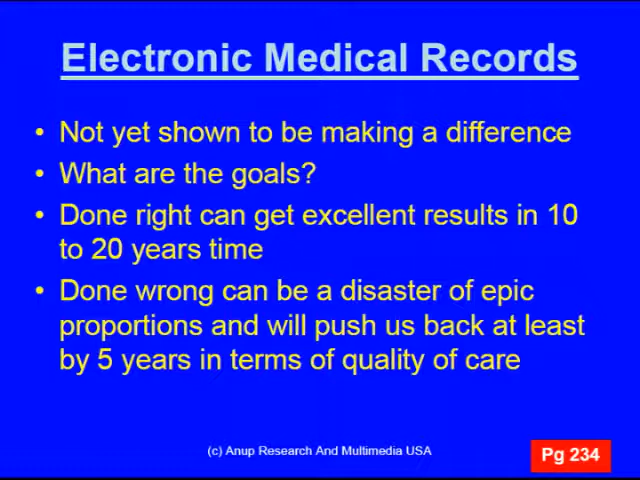 Electronic Medical Records
• Not yet shown to be making a difference
• What are the goals?
• Done right can get excellent results in 10
to 20 years time
• Done wrong can be a disaster of epic
proportions and will push us back at least
by 5 years in terms of quality of care
(c) Anup Research And Multimedia USA
Pg 234